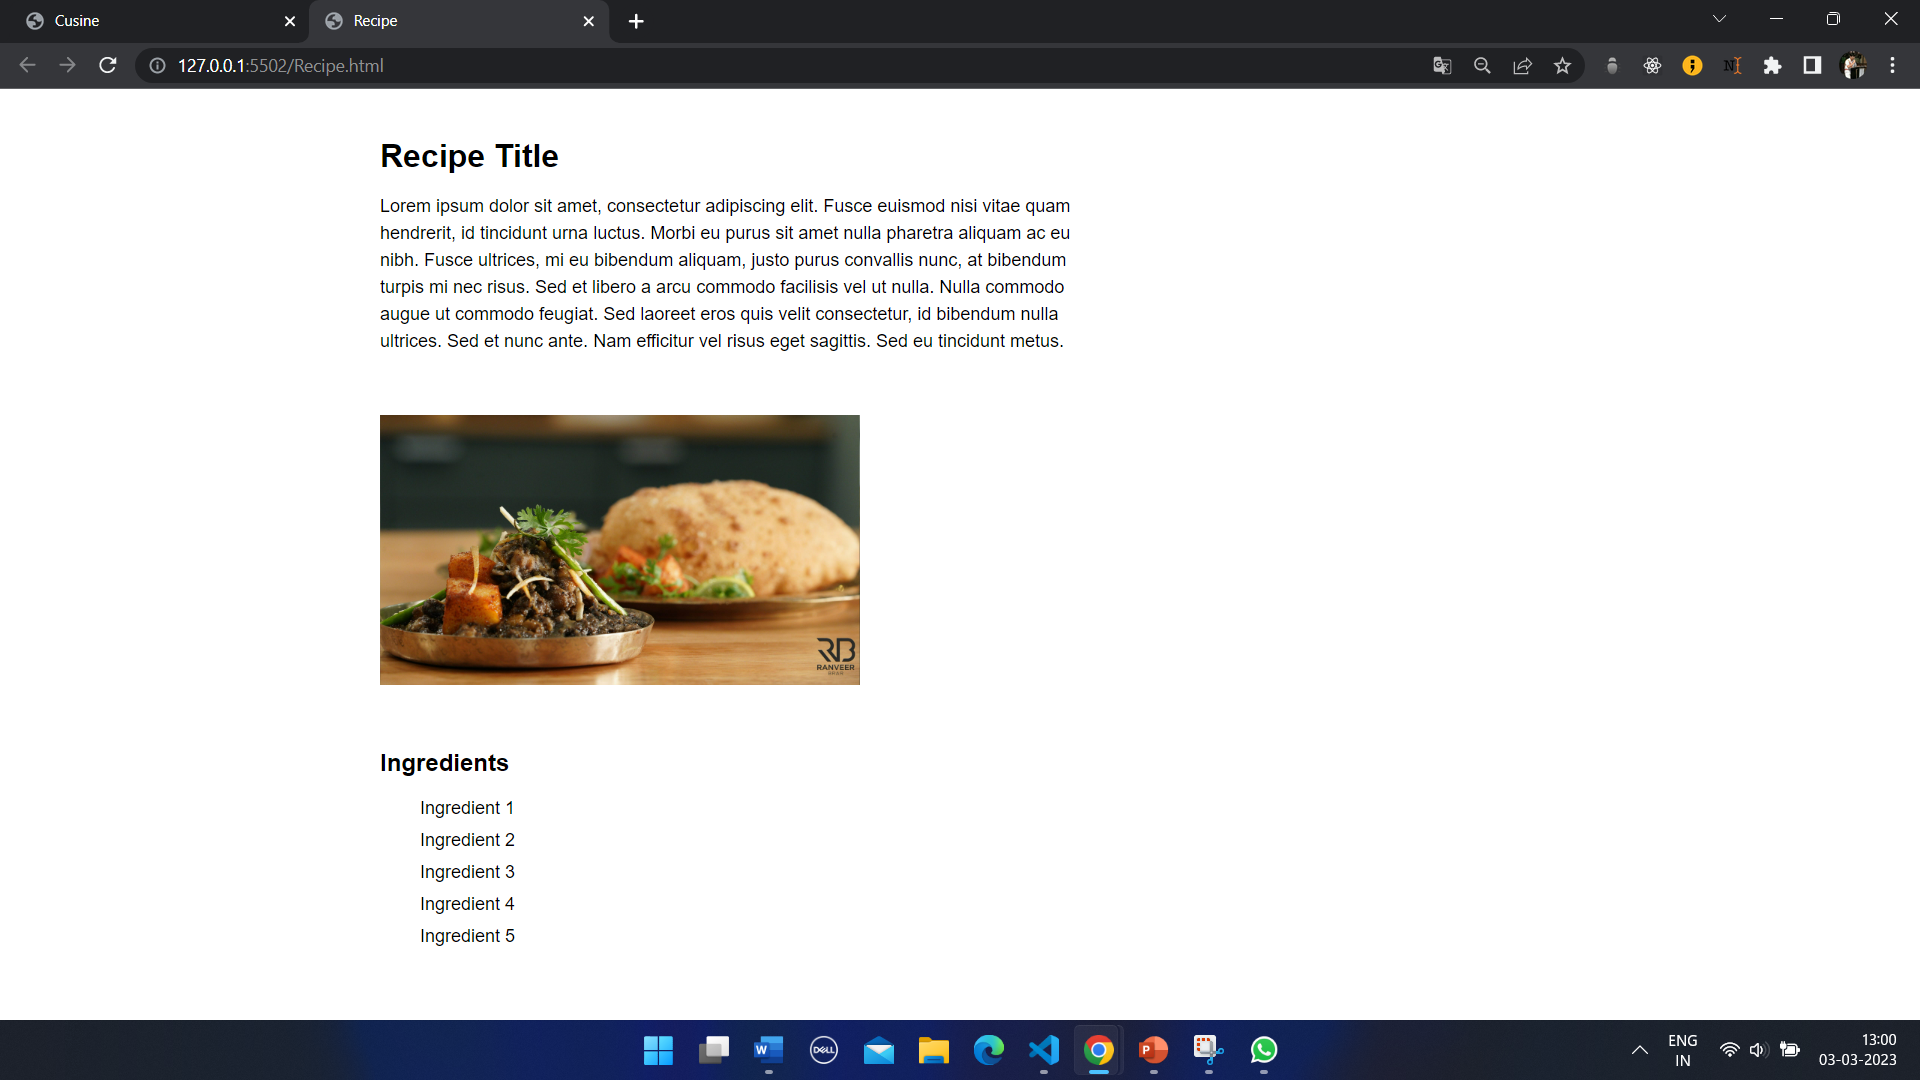 Cusine
Recipe
127.0.0.1:5502/Recipe.html
Recipe Title
Lorem ipsum dolor sit amet, consectetur adipiscing elit. Fusce euismod nisi vitae quam
hendrerit, id tincidunt urna luctus. Morbi eu purus sit amet nulla pharetra aliquam ac eu
nibh. Fusce ultrices, mi eu bibendum aliquam, justo purus convallis nunc, at bibendum
turpis mi nec risus. Sed et libero a arcu commodo facilisis vel ut nulla. Nulla commodo
augue ut commodo feugiat. Sed laoreet eros quis velit consectetur, id bibendum nulla
ultrices. Sed et nunc ante. Nam efficitur vel risus eget sagittis. Sed eu tincidunt metus.
RB
RANVEER
Ingredients
Ingredient 1
Ingredient 2
Ingredient 3
Ingredient 4
Ingredient 5
W
DELL
P
ENG
IN
13:00
03-03-2023